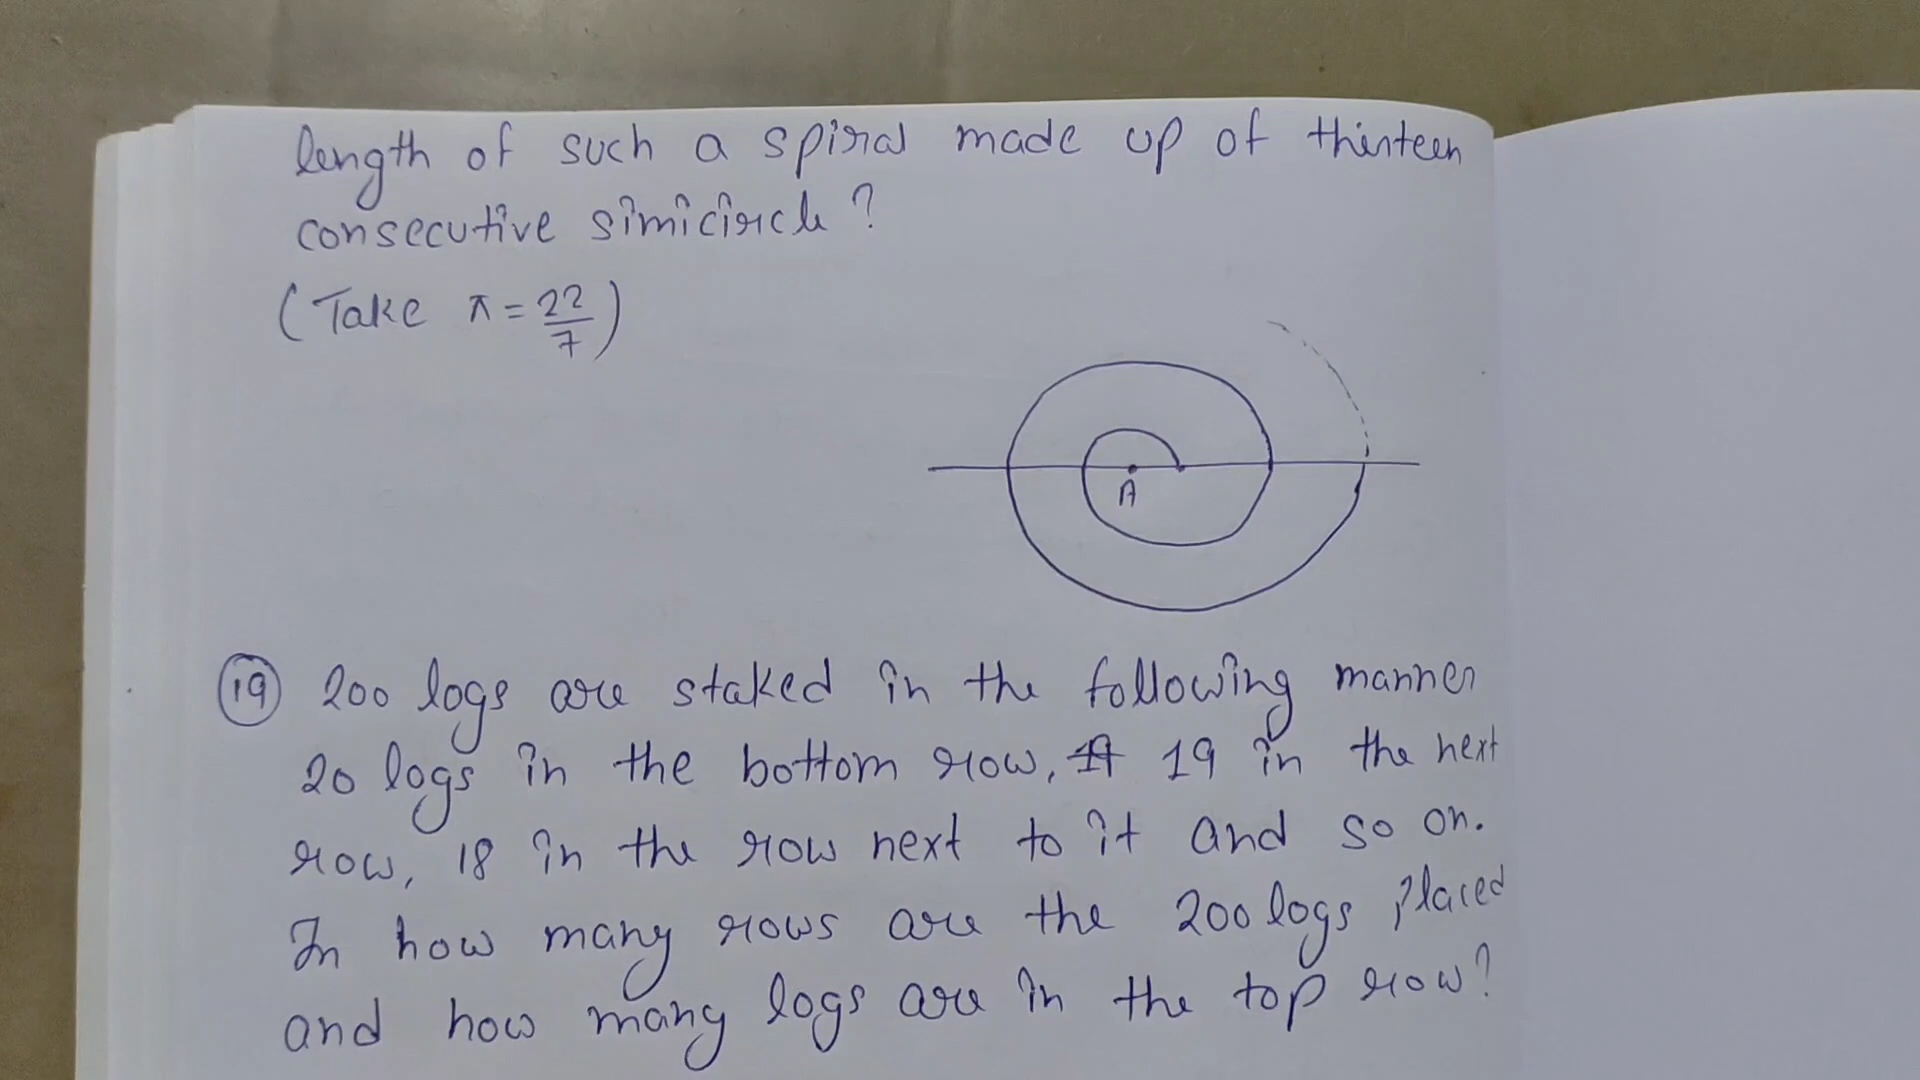 length of such a spiral made up of thirteen
consecutive simicircle?
(Take π = 22/7)
A
19 200 logs are staked in the following manner
20 logs in the bottom row, 19 in the next
row, 18 in the row next to it and so on.
In how many rows are the 200 logs placed
and how many logs are in the top row?